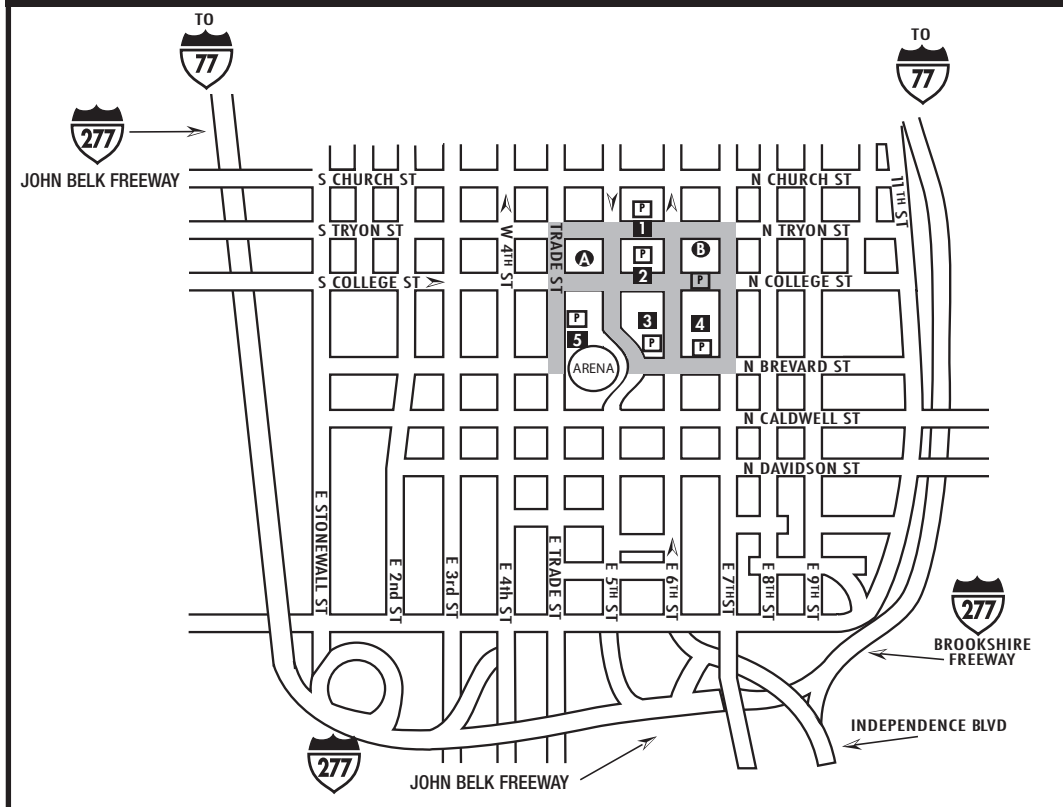 TO
77
TO
77
277
JOHN BELK FREEWAY
S CHURCH ST
N CHURCH ST
11TH ST
P
1
S TRYON ST
W 4TH ST
TRADE ST
N TRYON ST
A
P
2
B
P
S COLLEGE ST
N COLLEGE ST
P
5
3
P
4
P
ARENA
N BREVARD ST
N CALDWELL ST
N DAVIDSON ST
E STONEWALL ST
E 2nd ST
E 3rd ST
E 4th ST
E TRADE ST
E 5TH ST
E 6TH ST
E 7THST
E 8TH ST
E 9TH ST
277
BROOKSHIRE
FREEWAY
INDEPENDENCE BLVD
277
JOHN BELK FREEWAY